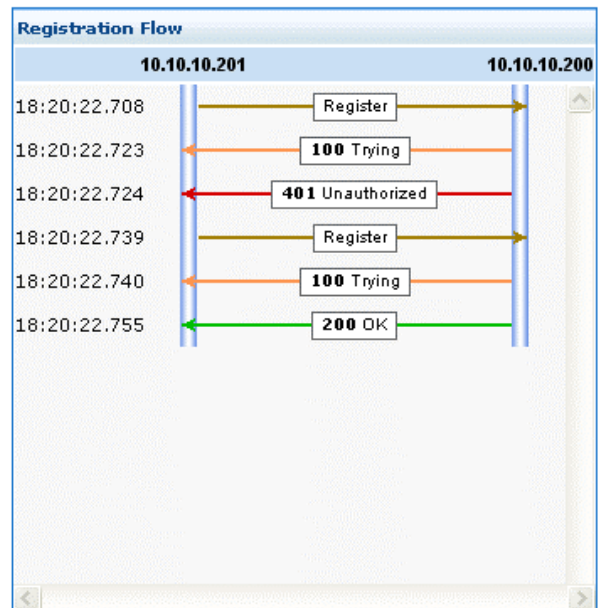 Registration Flow
10.10.10.201 10.10.10.200
18:20:22.708 Register
18:20:22.723 100 Trying
18:20:22.724 401 Unauthorized
18:20:22.739 Register
18:20:22.740 100 Trying
18:20:22.755 200 OK